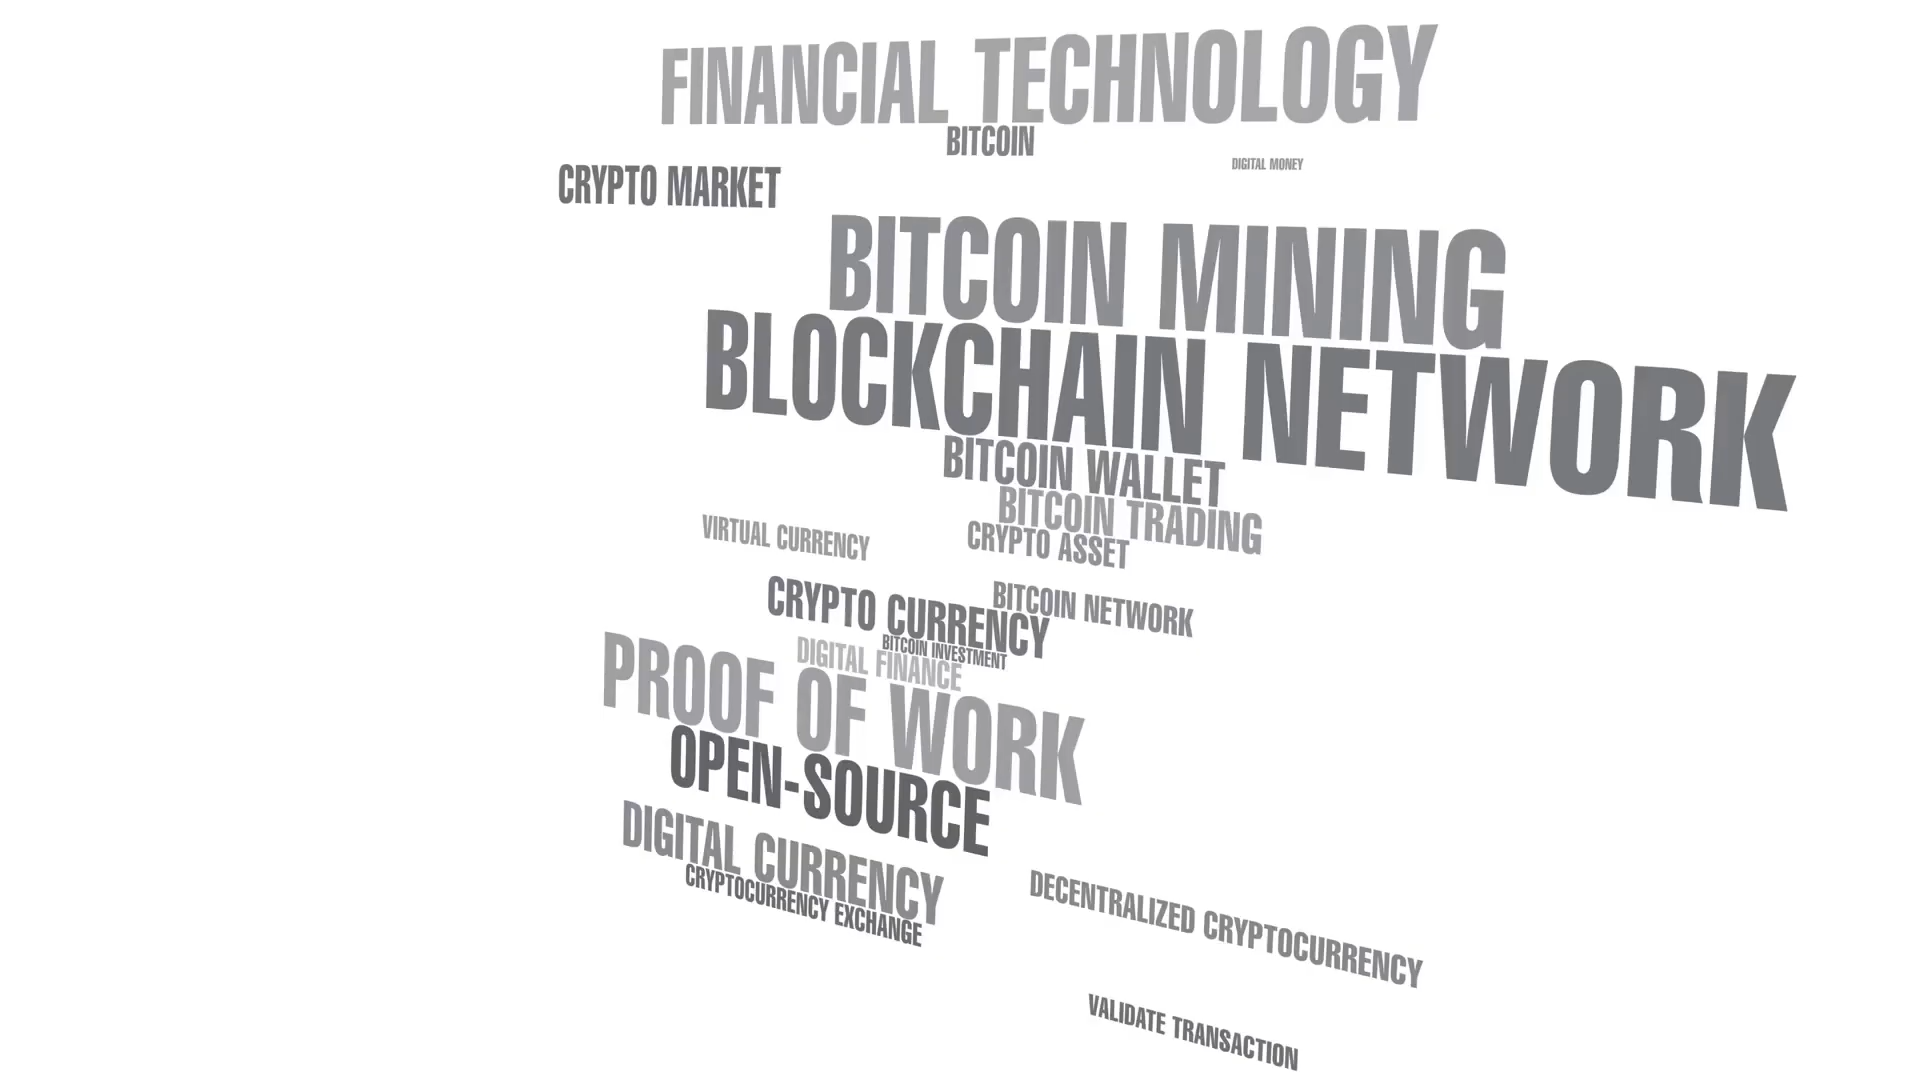 FINANCIAL TECHNOLOGY
BITCOIN
DIGITAL MONEY
CRYPTO MARKET
BITCOIN MINING
BLOCKCHAIN NETWORK
BITCOIN WALLET
BITCOIN TRADING
VIRTUAL CURRENCY
CRYPTO ASSET
CRYPTO CURRENCY
BITCOIN NETWORK
BITCOIN INVESTMENT
DIGITAL FINANCE
PROOF OF WORK
OPEN-SOURCE
DIGITAL CURRENCY
CRYPTOCURRENCY EXCHANGE
DECENTRALIZED CRYPTOCURRENCY
VALIDATE TRANSACTION